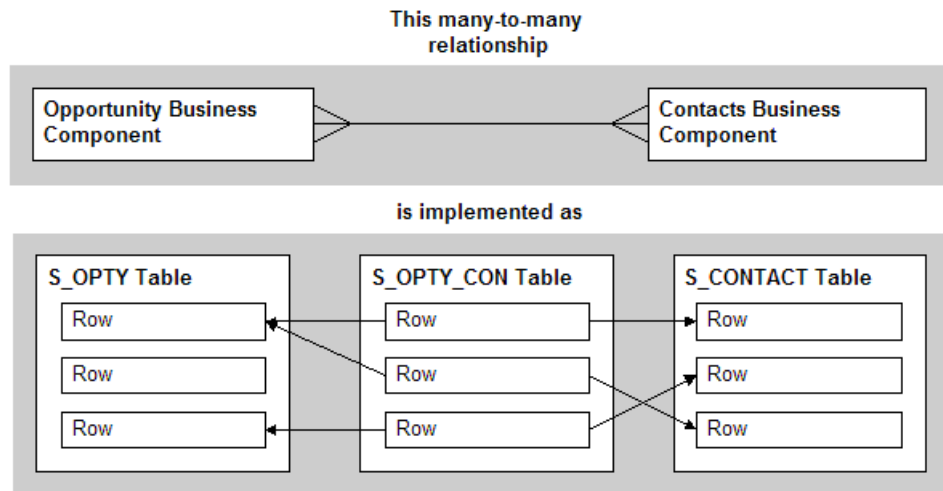 This many-to-many
relationship
Opportunity Business
Component
Contacts Business
Component
is implemented as
S_OPTY Table
Row
Row
Row
S_OPTY_CON Table
Row
Row
Row
S_CONTACT Table
Row
Row
Row